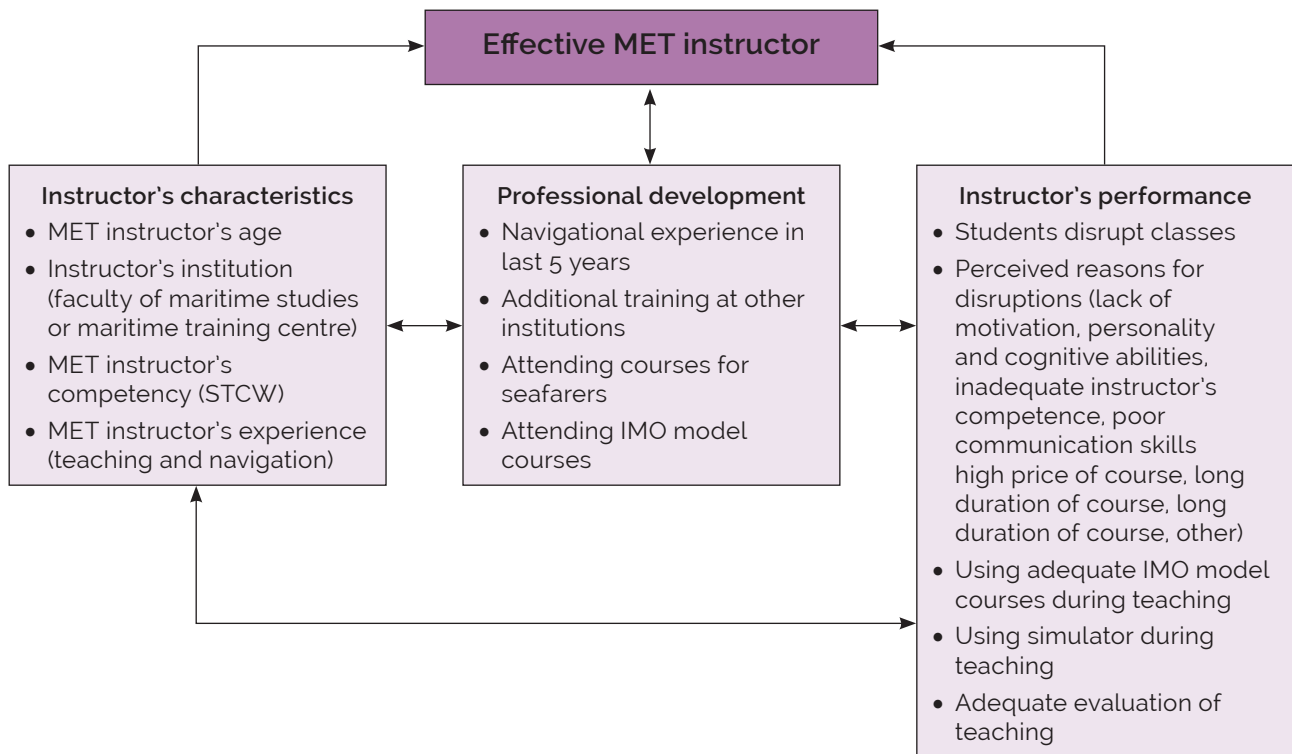 Effective MET instructor
Instructor's characteristics
• MET instructor's age
• Instructor's institution
(faculty of maritime studies
or maritime training centre)
• MET instructor's
competency (STCW)
• MET instructor's experience
(teaching and navigation)
Professional development
• Navigational experience in
last 5 years
• Additional training at other
institutions
• Attending courses for
seafarers
• Attending IMO model
courses
Instructor's performance
• Students disrupt classes
• Perceived reasons for
disruptions (lack of
motivation, personality
and cognitive abilities,
inadequate instructor's
competence, poor
communication skills
high price of course, long
duration of course, long
duration of course, other)
• Using adequate IMO model
courses during teaching
• Using simulator during
teaching
• Adequate evaluation of
teaching